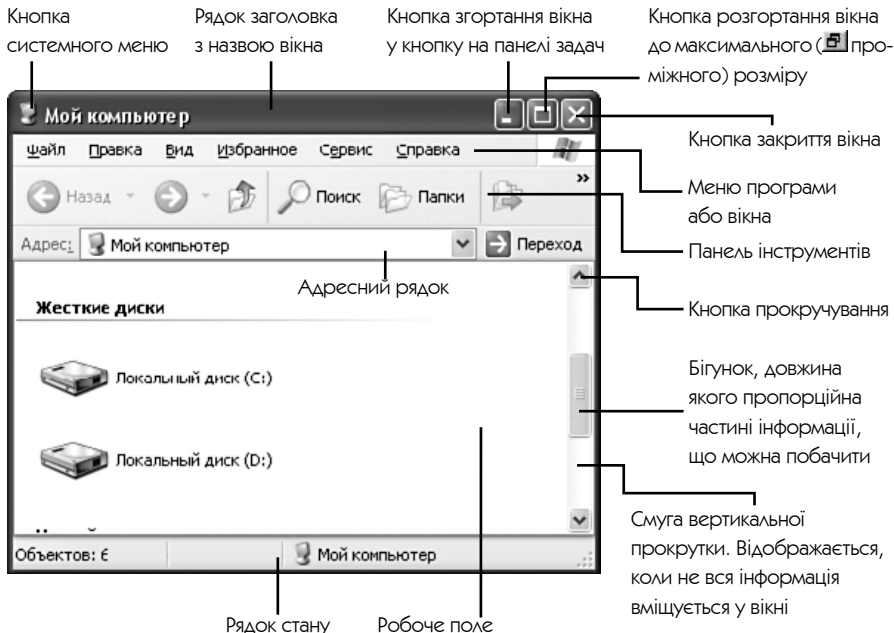 Кнопка
системного меню
Рядок заголовка
з назвою вікна
Кнопка згортання вікна
у кнопку на панелі задач
Кнопка розгортання вікна
до максимального ( про-
міжного) розміру
Мой компьютер
Файл Правка Вид Избранное Сервис Справка
Кнопка закриття вікна
Назад Поиск Папки »
Меню програми
або вікна
Адрес: Мой компьютер Переход
Панель інструментів
Адресний рядок
Жесткие диски
Кнопка прокручування
Локальный диск (C:)
Бігунок, довжина
якого пропорційна
частині інформації,
що можна побачити
Локальный диск (D:)
Смуга вертикальної
прокрутки. Відображається,
коли не вся інформація
вміщується у вікні
Объектов: 6 Мой компьютер
Рядок стану
Робоче поле